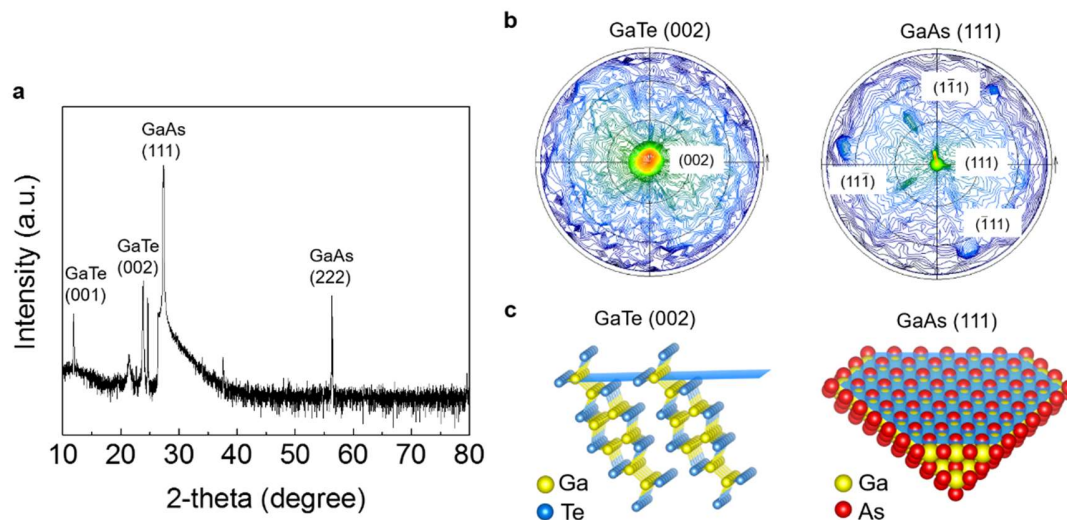 a
Intensity (a.u.)
GaTe
(001)
GaTe
(002)
GaAs
(111)
GaAs
(222)
10 20 30 40 50 60 70 80
2-theta (degree)
b
GaTe (002)
(002)
GaAs (111)
(11̅1)
(111)
(111̅)
(1̅11)
c
GaTe (002)
Ga
Te
GaAs (111)
Ga
As